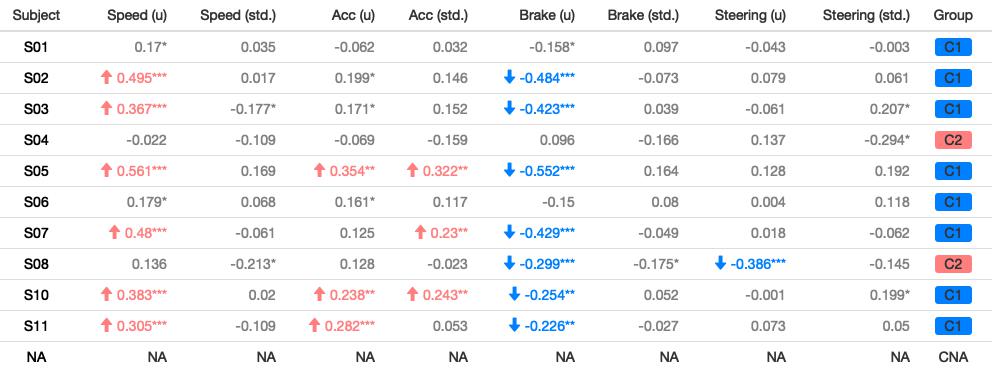 Subject Speed (u) Speed (std.) Acc (u) Acc (std.) Brake (u) Brake (std.) Steering (u) Steering (std.) Group
S01 0.17* 0.035 -0.062 0.032 -0.158* 0.097 -0.043 -0.003 C1
S02 ↑ 0.495*** 0.017 0.199* 0.146 ↓ -0.484*** -0.073 0.079 0.061 C1
S03 ↑ 0.367*** -0.177* 0.171* 0.152 ↓ -0.423*** 0.039 -0.061 0.207* C1
S04 -0.022 -0.109 -0.069 -0.159 0.096 -0.166 0.137 -0.294* C2
S05 ↑ 0.561*** 0.169 ↑ 0.354** ↑ 0.322** ↓ -0.552*** 0.164 0.128 0.192 C1
S06 0.179* 0.068 0.161* 0.117 -0.15 0.08 0.004 0.118 C1
S07 ↑ 0.48*** -0.061 0.125 ↑ 0.23** ↓ -0.429*** -0.049 0.018 -0.062 C1
S08 0.136 -0.213* 0.128 -0.023 ↓ -0.299*** -0.175* ↓ -0.386*** -0.145 C2
S10 ↑ 0.383*** 0.02 ↑ 0.238** ↑ 0.243** ↓ -0.254** 0.052 -0.001 0.199* C1
S11 ↑ 0.305*** -0.109 ↑ 0.282*** 0.053 ↓ -0.226** -0.027 0.073 0.05 C1
NA NA NA NA NA NA NA NA NA CNA